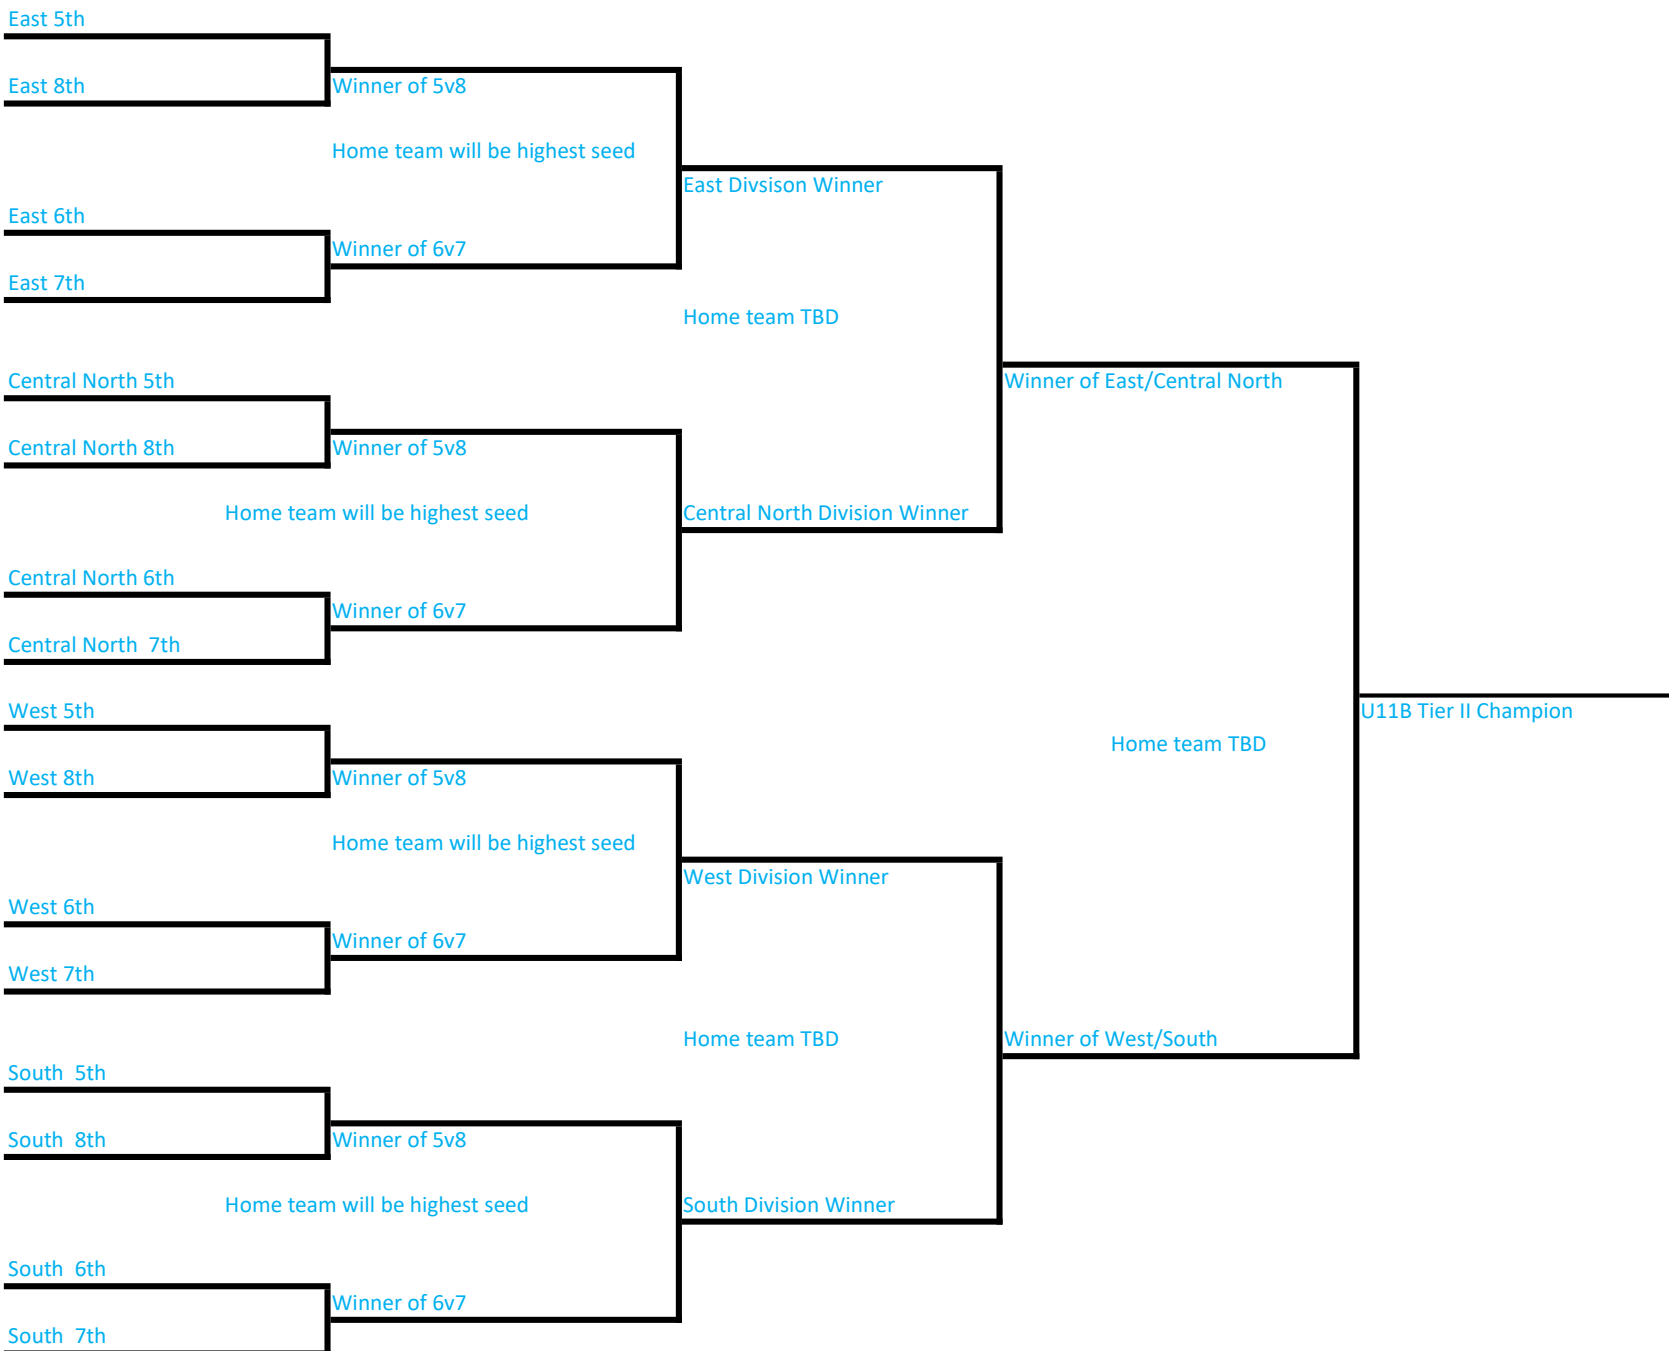 East 5th
East 8th
Winner of 5v8
Home team will be highest seed
East Divsison Winner
East 6th
Winner of 6v7
East 7th
Home team TBD
Central North 5th
Winner of East/Central North
Central North 8th
Winner of 5v8
Home team will be highest seed
Central North Division Winner
Central North 6th
Winner of 6v7
Central North  7th
West 5th
U11B Tier II Champion
Home team TBD
West 8th
Winner of 5v8
Home team will be highest seed
West Division Winner
West 6th
Winner of 6v7
West 7th
Home team TBD
Winner of West/South
South  5th
South  8th
Winner of 5v8
Home team will be highest seed
South Division Winner
South  6th
Winner of 6v7
South  7th